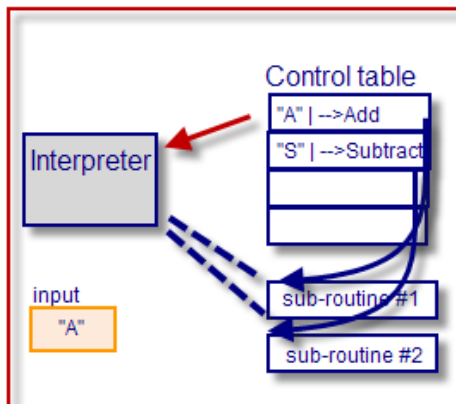 Control table
"A" | -->Add
"S" | -->Subtract
Interpreter
input
"A"
sub-routine #1
sub-routine #2